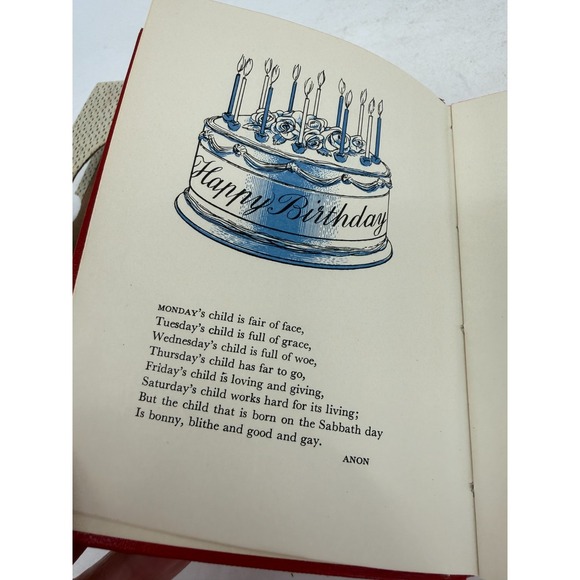 Happy Birthday
MONDAY's child is fair of face,
Tuesday's child is full of grace,
Wednesday's child is full of woe,
Thursday's child has far to go,
Friday's child is loving and giving,
Saturday's child works hard for its living;
But the child that is born on the Sabbath day
Is bonny, blithe and good and gay.
ANON